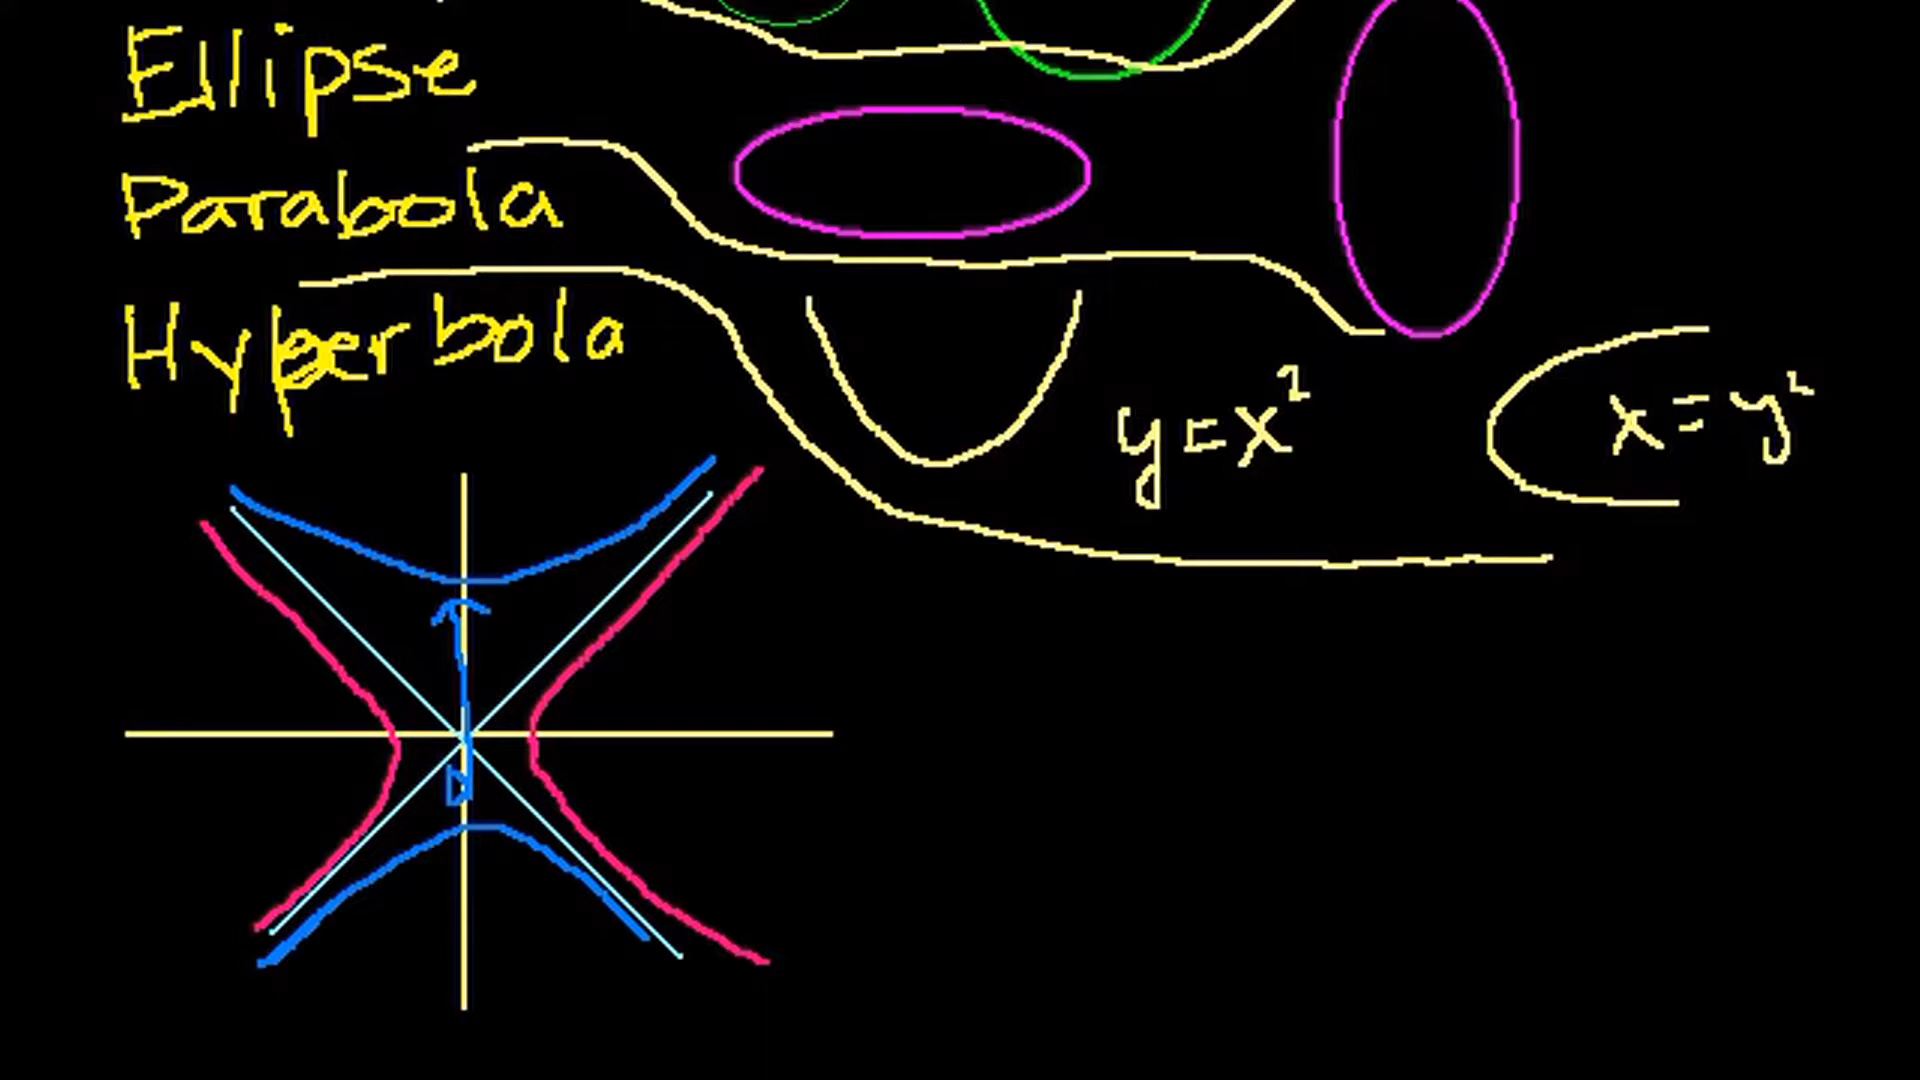 Ellipse
Parabola
Hyperbola
y=x²
x=y²